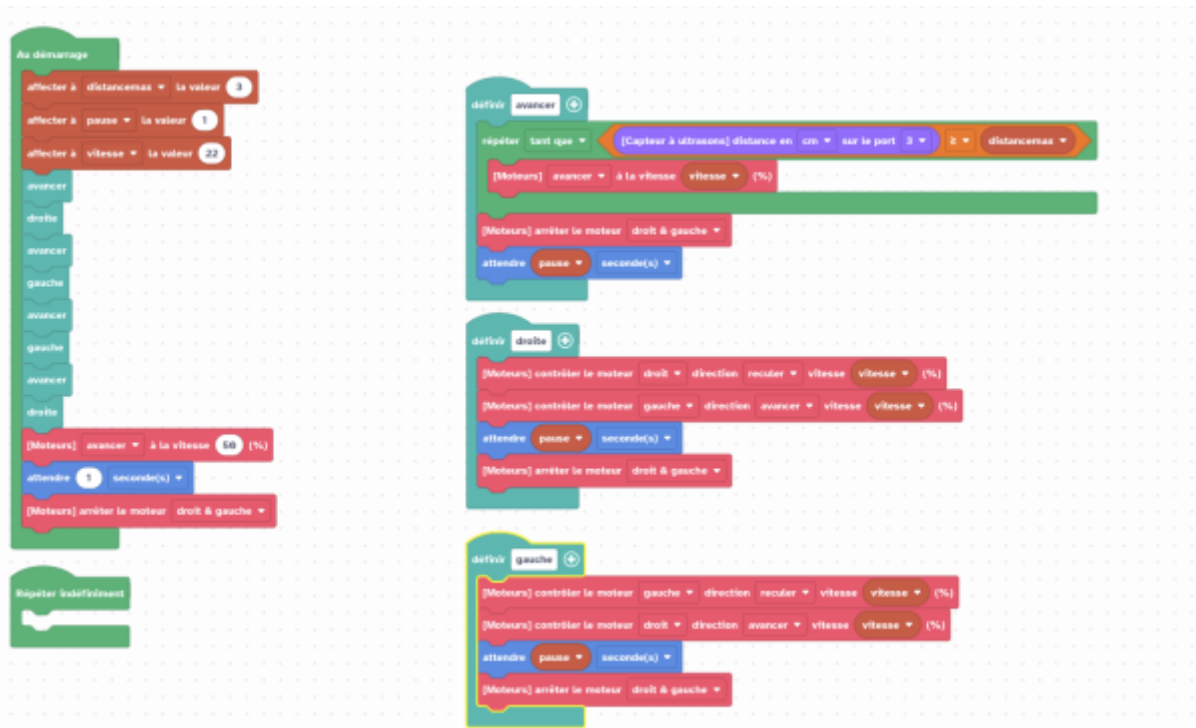 Au démarrage
affecter à distancemax la valeur 3
affecter à pause la valeur 1
affecter à vitesse la valeur 22
avancer
droite
avancer
gauche
avancer
gauche
avancer
droite
[Moteurs] avancer à la vitesse 50 (%)
attendre 1 seconde(s)
[Moteurs] arrêter le moteur droit & gauche
Répéter indéfiniment
définir avancer
répéter tant que [Capteur à ultrasons] distance en cm sur le port 3 ≥ distancemax
[Moteurs] avancer à la vitesse vitesse (%)
[Moteurs] arrêter le moteur droit & gauche
attendre pause seconde(s)
définir droite
[Moteurs] contrôler le moteur droit direction reculer vitesse vitesse (%)
[Moteurs] contrôler le moteur gauche direction avancer vitesse vitesse (%)
attendre pause seconde(s)
[Moteurs] arrêter le moteur droit & gauche
définir gauche
[Moteurs] contrôler le moteur gauche direction reculer vitesse vitesse (%)
[Moteurs] contrôler le moteur droit direction avancer vitesse vitesse (%)
attendre pause seconde(s)
[Moteurs] arrêter le moteur droit & gauche